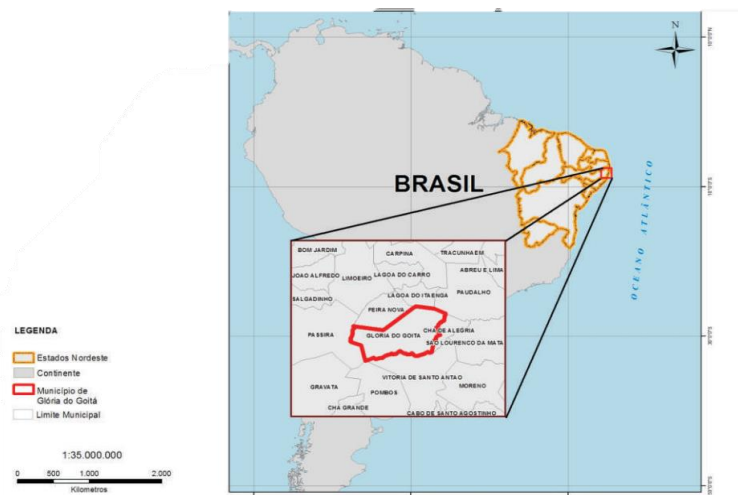 N
BRASIL
OCEANO ATLÂNTICO
BOM JARDIM
CARPINA
TRACUNHAEM
JOAO ALFREDO
LIMOEIRO
LAGOA DO CARRO
ABREU E LIMA
SALGADINHO
LAGOA DO ITAENGA
PAUDALHO
PEIRA NOVA
PASSIRA
GLORIA DO GOITA
CHA DE ALEGRIA
SAO LOURENCO DA MATA
VITORIA DE SANTO ANTAO
GRAVATA
POMBOS
MORENO
CHA GRANDE
CABO DE SANTO AGOSTINHO
LEGENDA
Estados Nordeste
Continente
Município de
Glória do Goitá
Limite Municipal
1:35.000.000
0 500 1.000 2.000
Kilometros